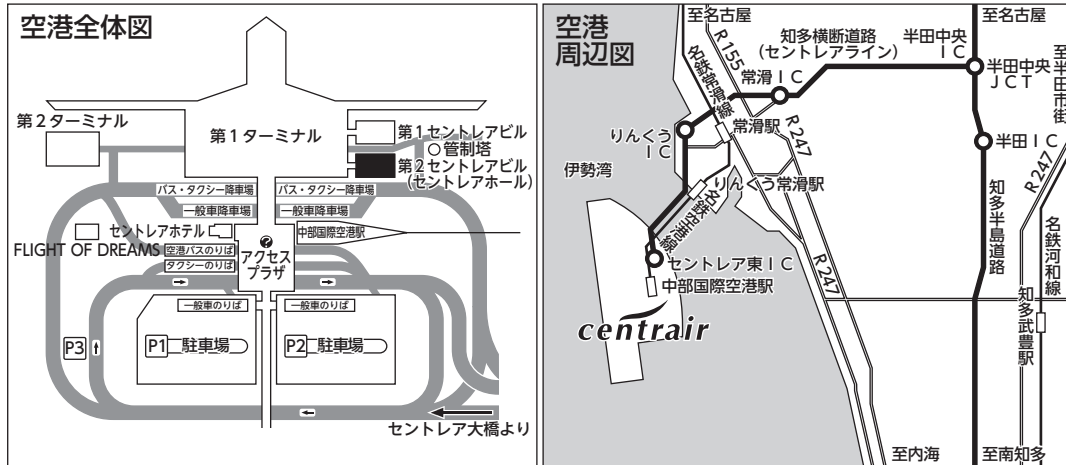 空港全体図
第2ターミナル
第1ターミナル
第1セントレアビル
管制塔
第2セントレアビル
(セントレアホール)
バス・タクシー降車場
バス・タクシー降車場
一般車降車場
一般車降車場
セントレアホテル
中部国際空港駅
FLIGHT OF DREAMS
空港バスのりば
タクシーのりば
?
アクセス
プラザ
一般車のりば
一般車のりば
P3
P1 駐車場
P2 駐車場
セントレア大橋より
空港
周辺図
至名古屋
至名古屋
R155
知多横断道路
(セントレアライン)
半田中央
IC
半田中央
JCT
至半田市街
名鉄常滑線
常滑IC
りんくう
IC
常滑駅
R247
半田IC
R247
伊勢湾
りんくう常滑駅
名鉄空港線
知多半島道路
名鉄河和線
セントレア東IC
中部国際空港駅
R247
centrair
知多武豊駅
至内海
至南知多